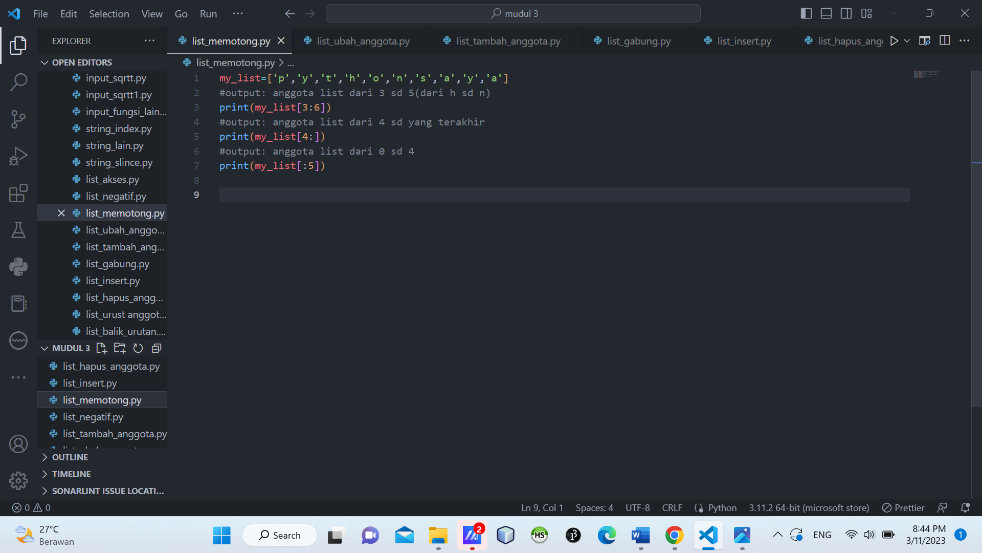 File Edit Selection View Go Run ··· mudul 3
EXPLORER ···
list_memotong.py list_ubah_anggota.py list_tambah_anggota.py list_gabung.py list_insert.py list_hapus_ang
OPEN EDITORS
input_sqrtt.py
input_sqrtt1.py
input_fungsi_lain...
string_index.py
string_lain.py
string_slince.py
list_akses.py
list_negatif.py
list_memotong.py
list_ubah_anggo...
list_tambah_ang...
list_gabung.py
list_insert.py
list_hapus_angg...
list_urust anggot...
list_balik_urutan....
MUDUL 3
list_hapus_anggota.py
list_insert.py
list_memotong.py
list_negatif.py
list_tambah_anggota.py
OUTLINE
TIMELINE
SONARLINT ISSUE LOCATI...
list_memotong.py > ...
1 my_list=['p','y','t','h','o','n','s','a','y','a']
2 #output: anggota list dari 3 sd 5(dari h sd n)
3 print(my_list[3:6])
4 #output: anggota list dari 4 sd yang terakhir
5 print(my_list[4:])
6 #output: anggota list dari 0 sd 4
7 print(my_list[:5])
8
9
0 0 Ln 9, Col 1 Spaces: 4 UTF-8 CRLF Python 3.11.2 64-bit (microsoft store) Prettier
27°C
Berawan
Search
2
HS
ENG
8:44 PM
3/11/2023
1